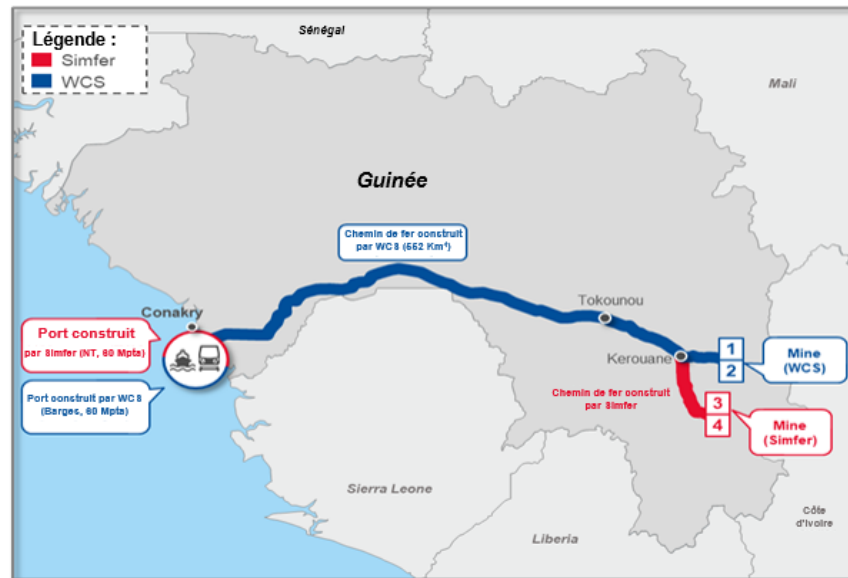 Légende :
Simfer
WCS
Sénégal
Mali
Guinée
Chemin de fer construit
par WCS (552 Km¹)
Conakry
Tokounou
Kerouane
Port construit
par Simfer (NT, 60 Mpta)
Port construit par WCS
(Barges, 60 Mpta)
1
2
Mine
(WCS)
Chemin de fer construit
par Simfer
3
4
Mine
(Simfer)
Sierra Leone
Liberia
Côte
d'Ivoire